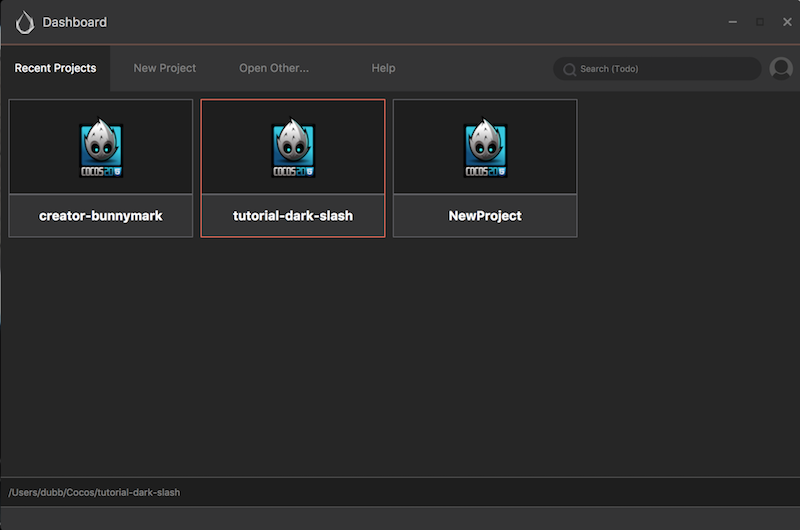 Dashboard
Recent Projects
New Project
Open Other...
Help
Search (Todo)
COCOS2D
COCOS2D
COCOS2D
creator-bunnymark
tutorial-dark-slash
NewProject
/Users/dubb/Cocos/tutorial-dark-slash